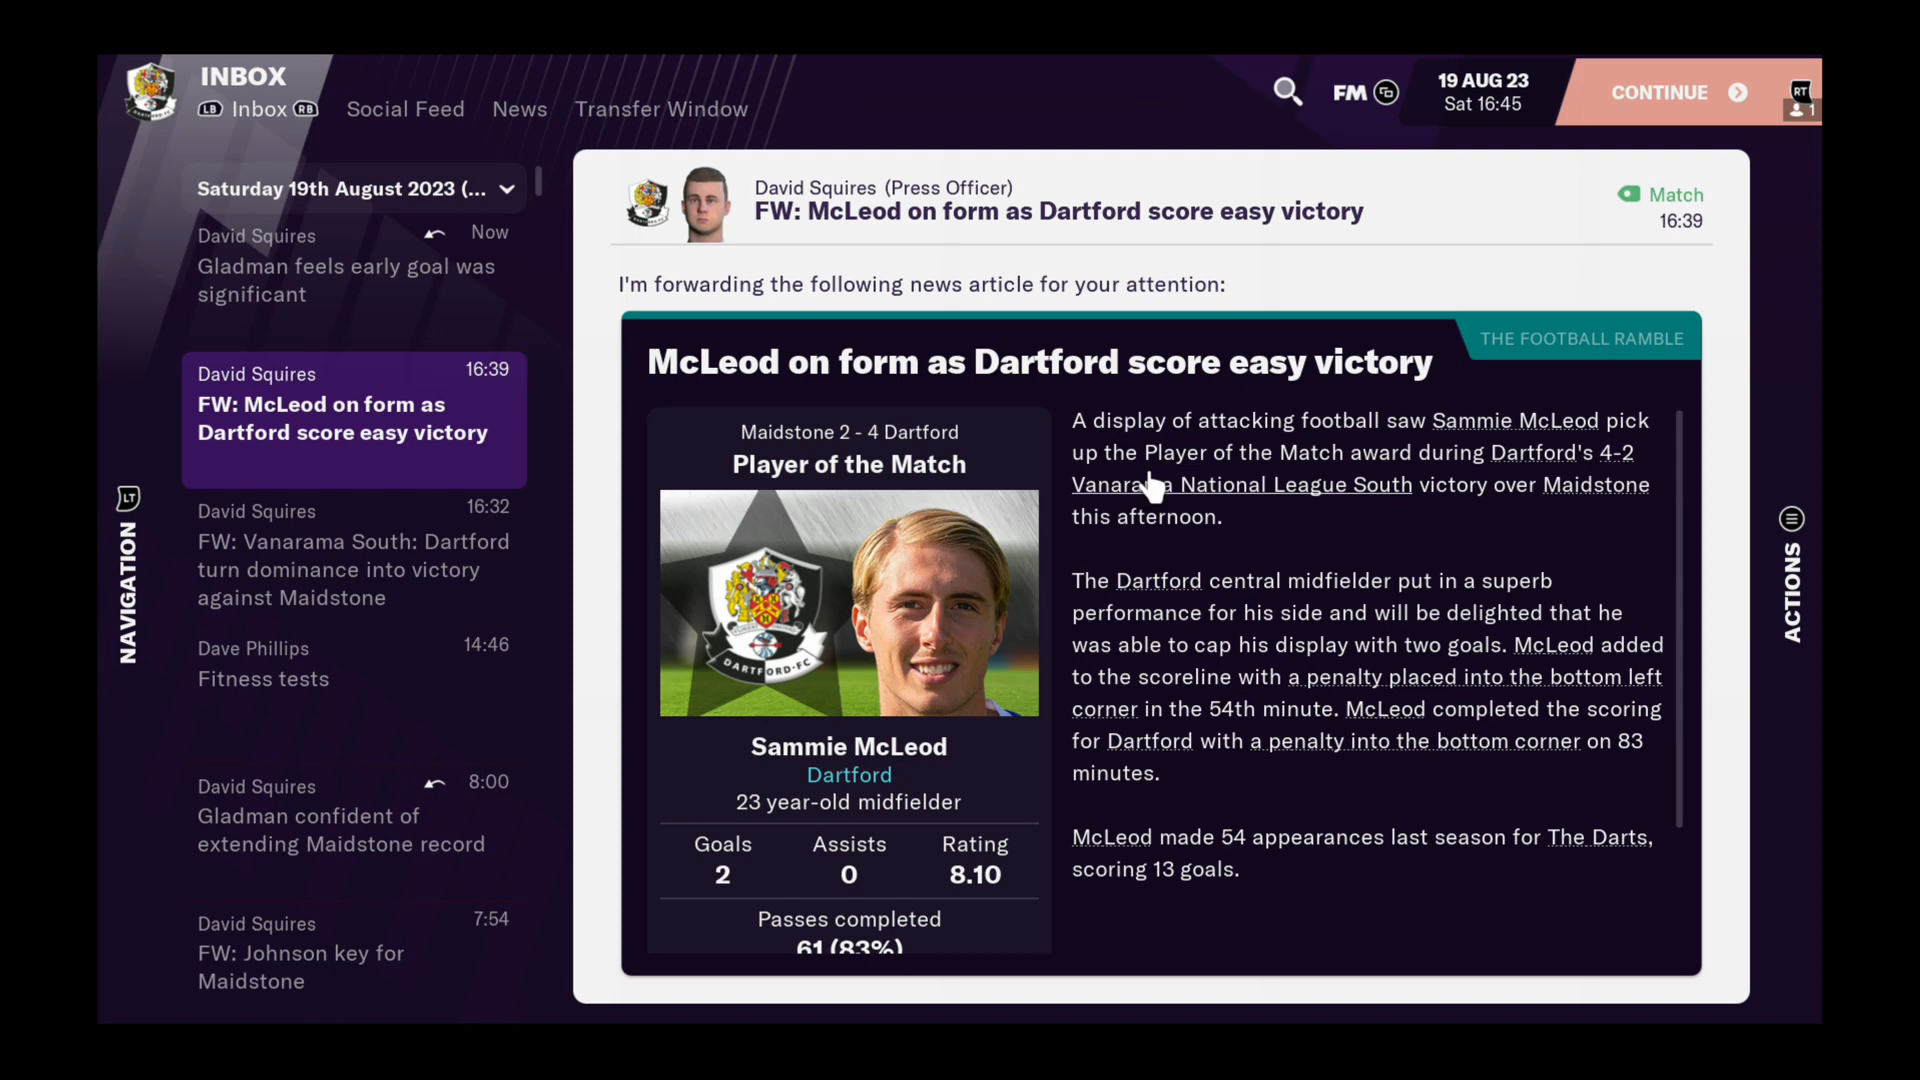 INBOX
LB Inbox RB
Social Feed
News
Transfer Window
FM
19 AUG 23
Sat 16:45
CONTINUE
RT
1
Saturday 19th August 2023 (...
David Squires
Now
Gladman feels early goal was
significant
David Squires
16:39
FW: McLeod on form as
Dartford score easy victory
David Squires
16:32
FW: Vanarama South: Dartford
turn dominance into victory
against Maidstone
Dave Phillips
14:46
Fitness tests
David Squires
8:00
Gladman confident of
extending Maidstone record
David Squires
7:54
FW: Johnson key for
Maidstone
LT
NAVIGATION
David Squires (Press Officer)
FW: McLeod on form as Dartford score easy victory
Match
16:39
I'm forwarding the following news article for your attention:
THE FOOTBALL RAMBLE
McLeod on form as Dartford score easy victory
Maidstone 2 - 4 Dartford
Player of the Match
DARTFORD·FC
Sammie McLeod
Dartford
23 year-old midfielder
Goals
Assists
Rating
2
0
8.10
Passes completed
61 (83%)
A display of attacking football saw Sammie McLeod pick
up the Player of the Match award during Dartford's 4-2
Vanarama National League South victory over Maidstone
this afternoon.
The Dartford central midfielder put in a superb
performance for his side and will be delighted that he
was able to cap his display with two goals. McLeod added
to the scoreline with a penalty placed into the bottom left
corner in the 54th minute. McLeod completed the scoring
for Dartford with a penalty into the bottom corner on 83
minutes.
McLeod made 54 appearances last season for The Darts,
scoring 13 goals.
ACTIONS